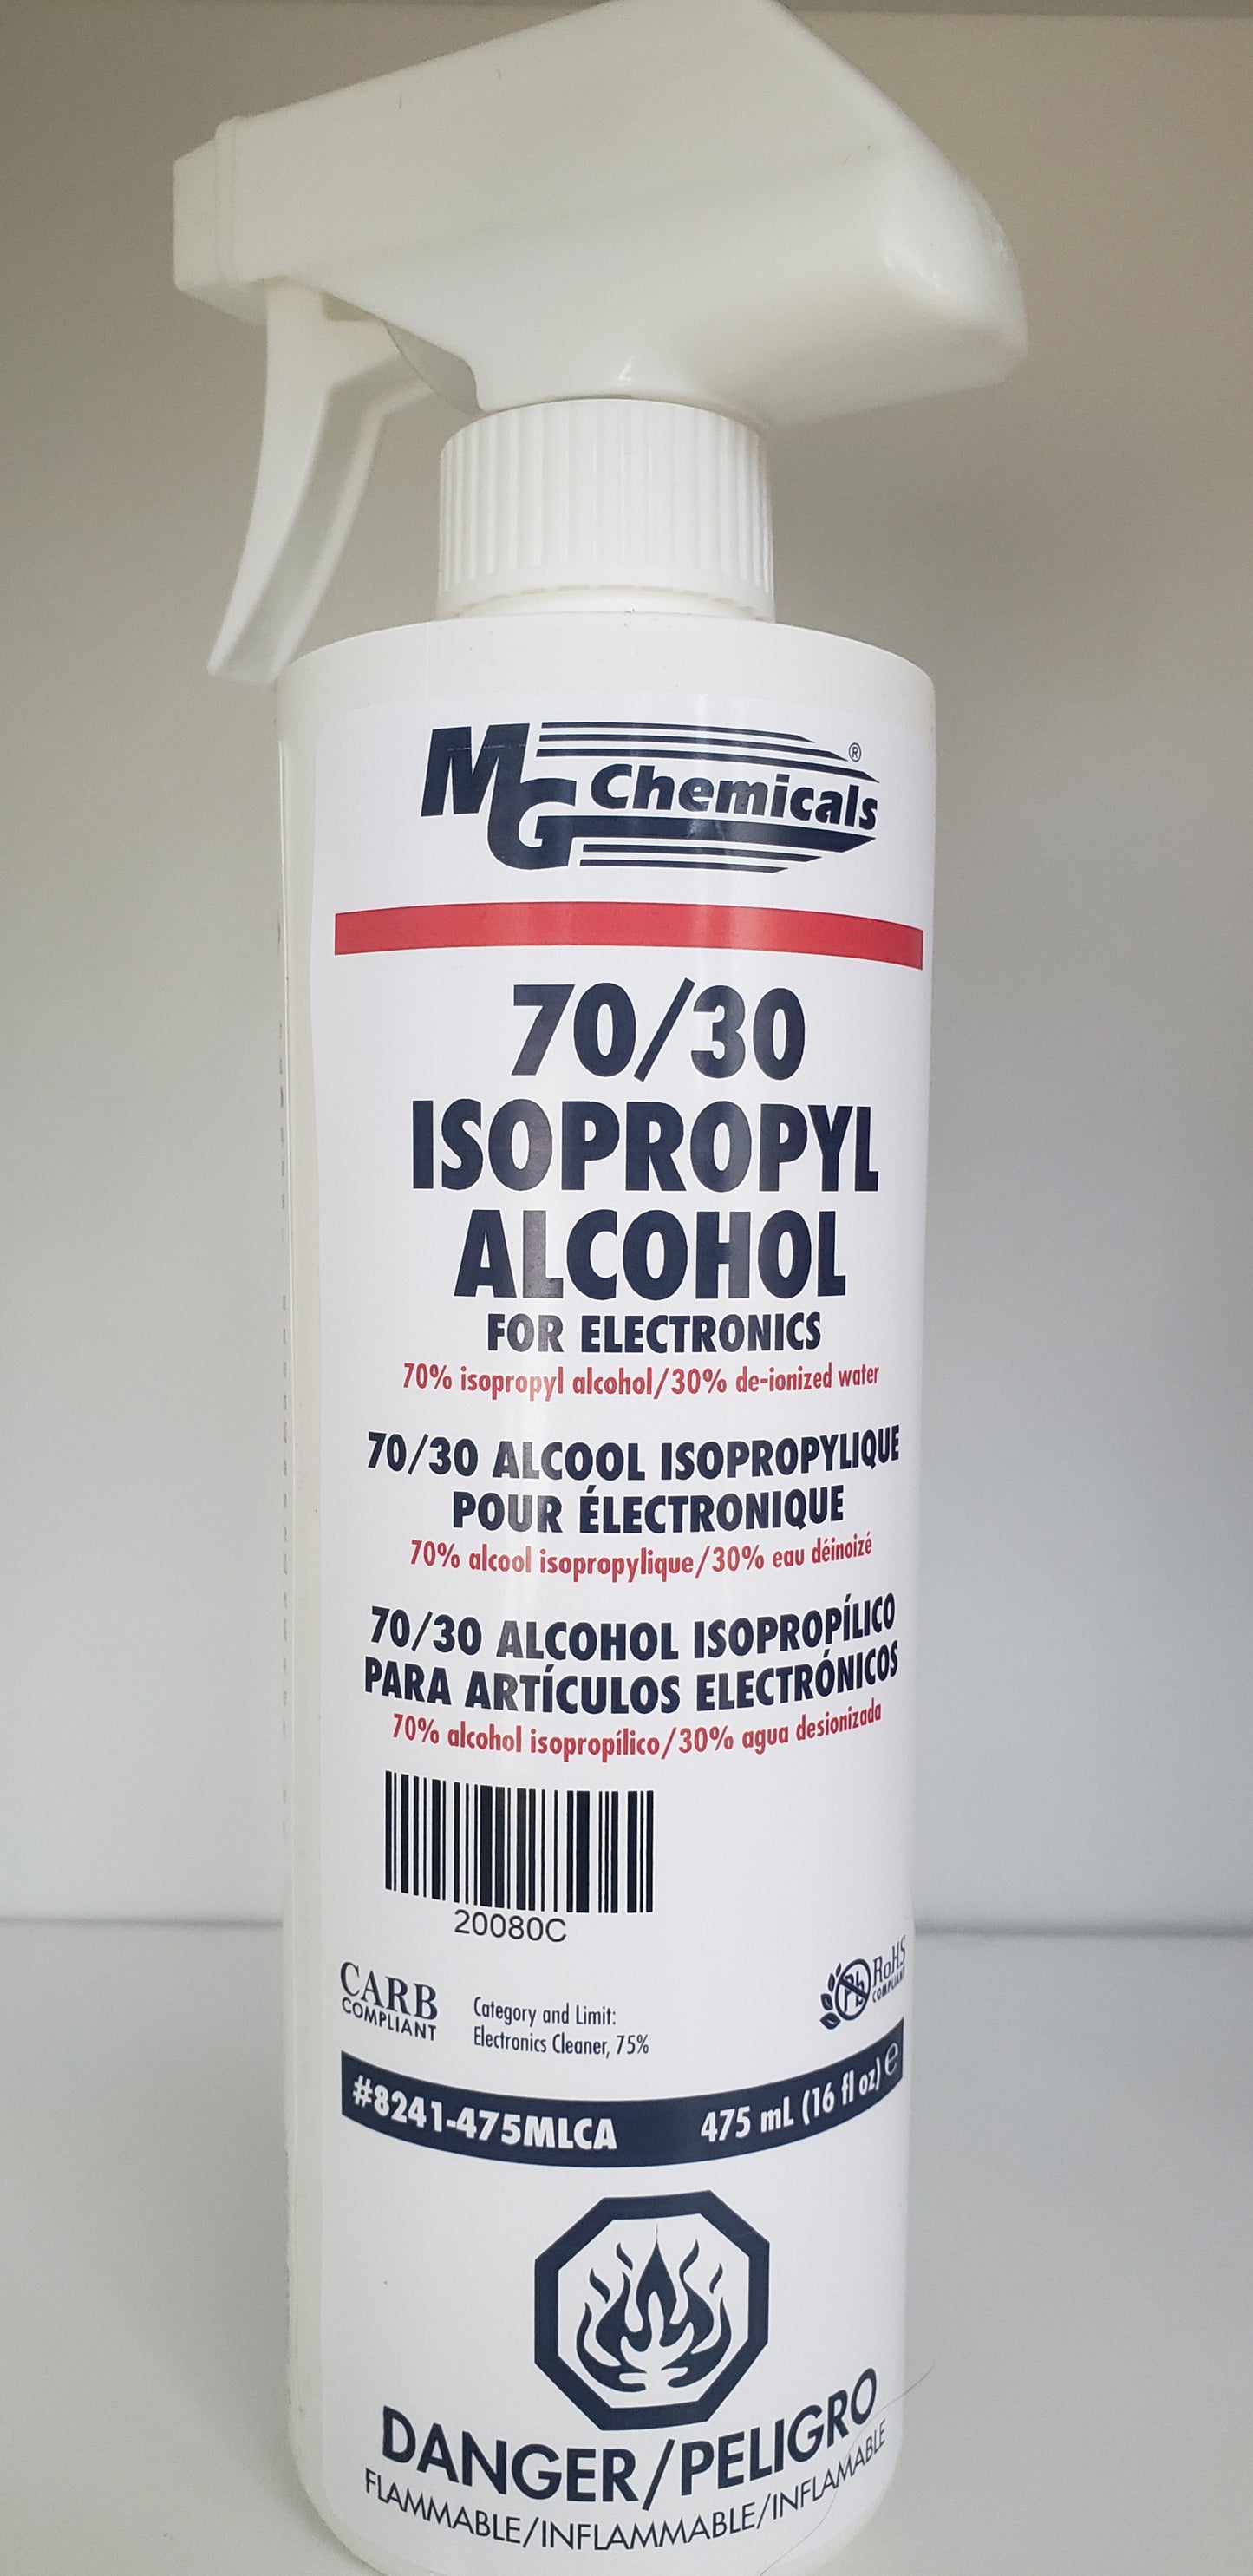 MG Chemicals ®
70/30
ISOPROPYL
ALCOHOL
FOR ELECTRONICS
70% isopropyl alcohol/30% de-ionized water
70/30 ALCOOL ISOPROPYLIQUE
POUR ÉLECTRONIQUE
70% alcool isopropylique/30% eau déinoizé
70/30 ALCOHOL ISOPROPÍLICO
PARA ARTÍCULOS ELECTRÓNICOS
70% alcohol isopropílico/30% agua desionizada
20080C
CARB
COMPLIANT
Category and Limit:
Electronics Cleaner, 75%
Pb RoHS
COMPLIANT
#8241-475MLCA 475 mL (16 fl oz) e
DANGER/PELIGRO
FLAMMABLE/INFLAMMABLE/INFLAMABLE